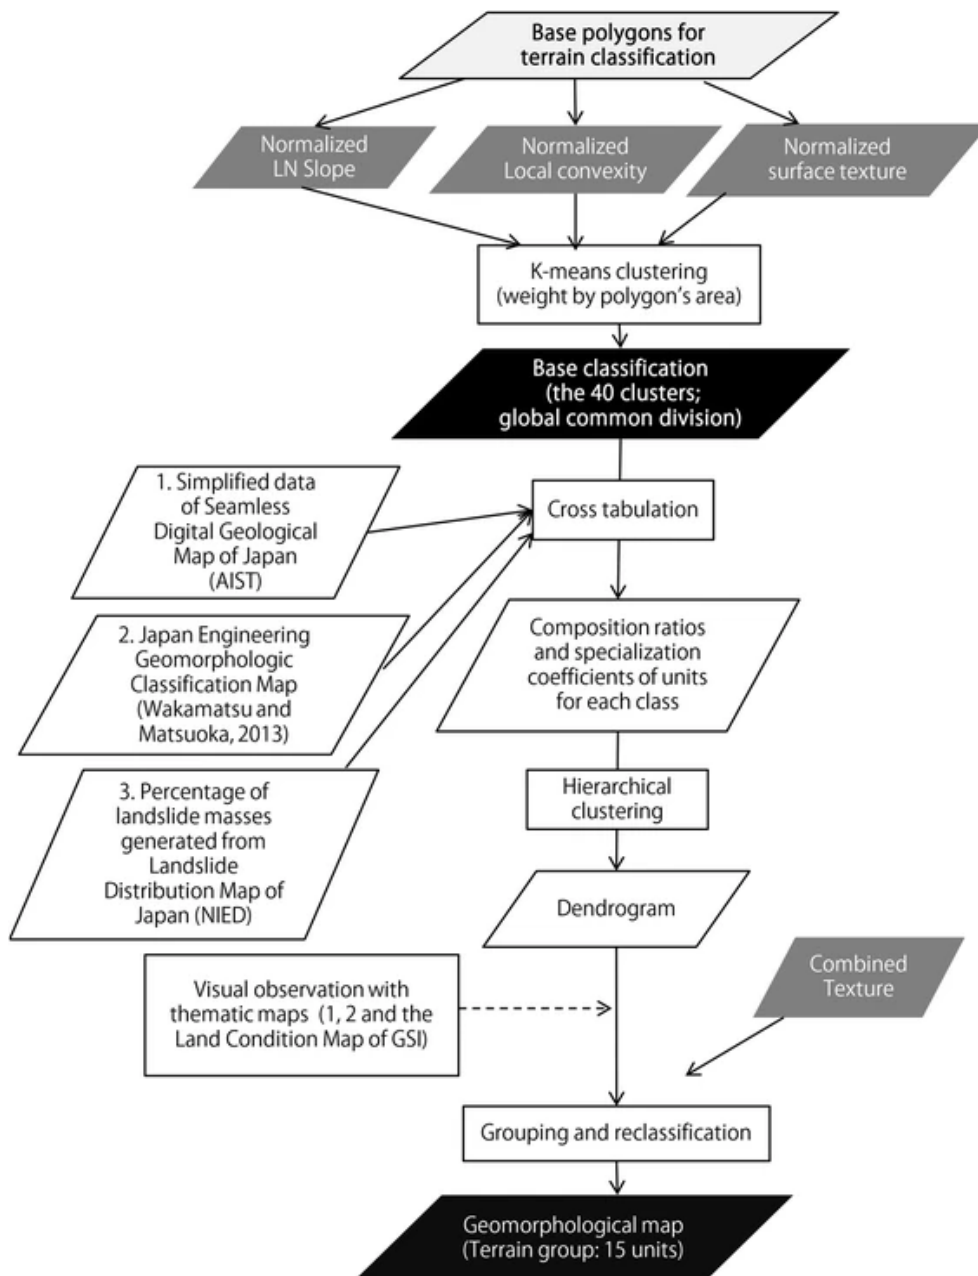 Base polygons for
terrain classification
Normalized
LN Slope
Normalized
Local convexity
Normalized
surface texture
K-means clustering
(weight by polygon's area)
Base classification
(the 40 clusters;
global common division)
1. Simplified data
of Seamless
Digital Geological
Map of Japan
(AIST)
Cross tabulation
2. Japan Engineering
Geomorphologic
Classification Map
(Wakamatsu and
Matsuoka, 2013)
Composition ratios
and specialization
coefficients of units
for each class
3. Percentage of
landslide masses
generated from
Landslide
Distribution Map of
Japan (NIED)
Hierarchical
clustering
Dendrogram
Visual observation with
thematic maps (1, 2 and the
Land Condition Map of GSI)
Combined
Texture
Grouping and reclassification
Geomorphological map
(Terrain group: 15 units)